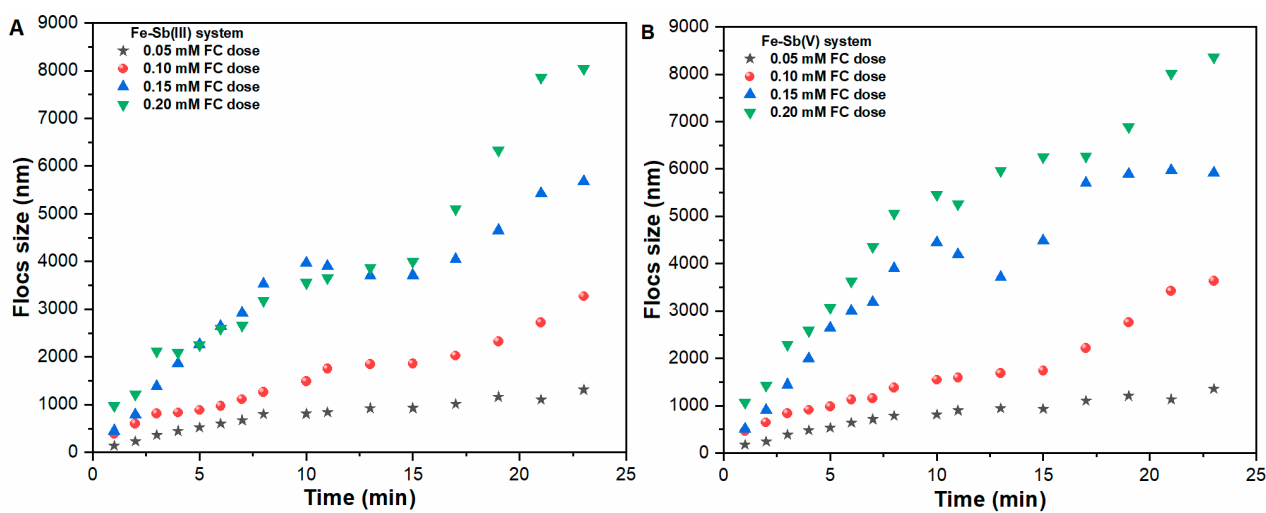 A
Fe-Sb(III) system
0.05 mM FC dose
0.10 mM FC dose
0.15 mM FC dose
0.20 mM FC dose
9000
8000
7000
6000
5000
4000
3000
2000
1000
0
Flocs size (nm)
0 5 10 15 20 25
Time (min)
B
Fe-Sb(V) system
0.05 mM FC dose
0.10 mM FC dose
0.15 mM FC dose
0.20 mM FC dose
9000
8000
7000
6000
5000
4000
3000
2000
1000
0
Flocs size (nm)
0 5 10 15 20 25
Time (min)